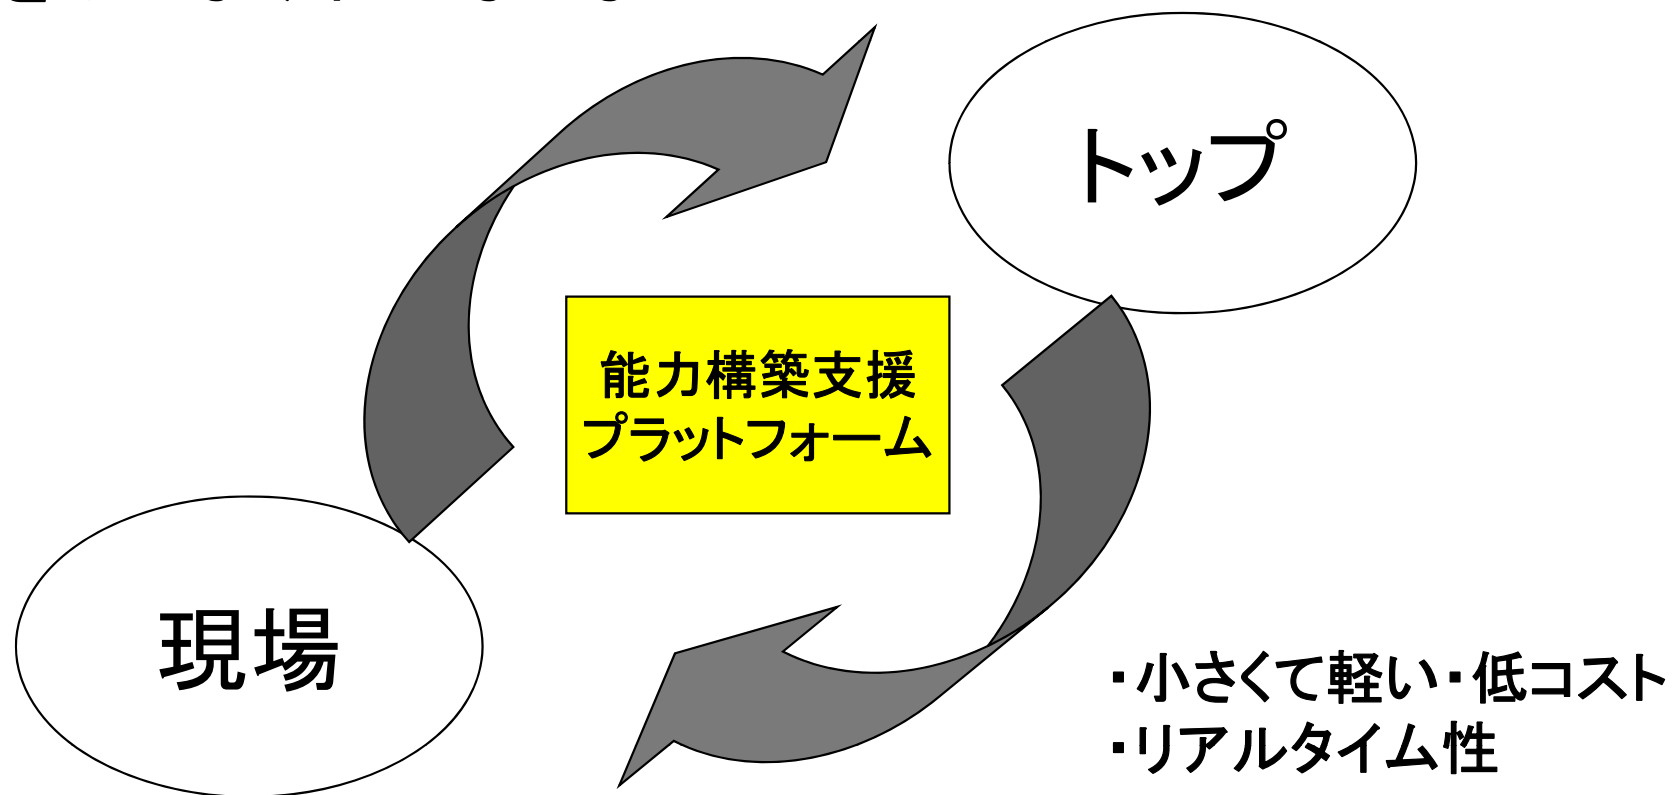 トップ
能力構築支援
プラットフォーム
現場
・小さくて軽い・低コスト
・リアルタイム性